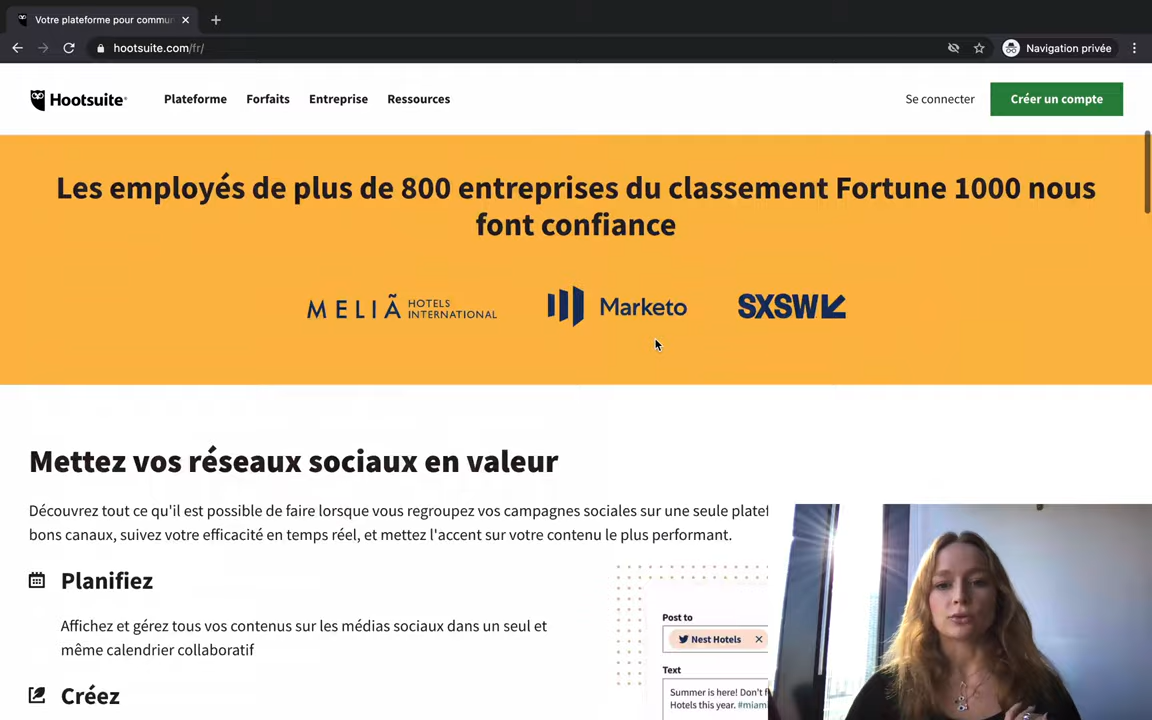 Votre plateforme pour commun
hootsuite.com/fr/
Navigation privée
Hootsuite
Plateforme
Forfaits
Entreprise
Ressources
Se connecter
Créer un compte
Les employés de plus de 800 entreprises du classement Fortune 1000 nous
font confiance
MELIÃ HOTELS
INTERNATIONAL
Marketo
SXSW
Mettez vos réseaux sociaux en valeur
Découvrez tout ce qu'il est possible de faire lorsque vous regroupez vos campagnes sociales sur une seule platef
bons canaux, suivez votre efficacité en temps réel, et mettez l'accent sur votre contenu le plus performant.
Planifiez
Affichez et gérez tous vos contenus sur les médias sociaux dans un seul et
même calendrier collaboratif
Créez
Post to
Nest Hotels
Text
Summer is here! Don't f
Hotels this year. #miam